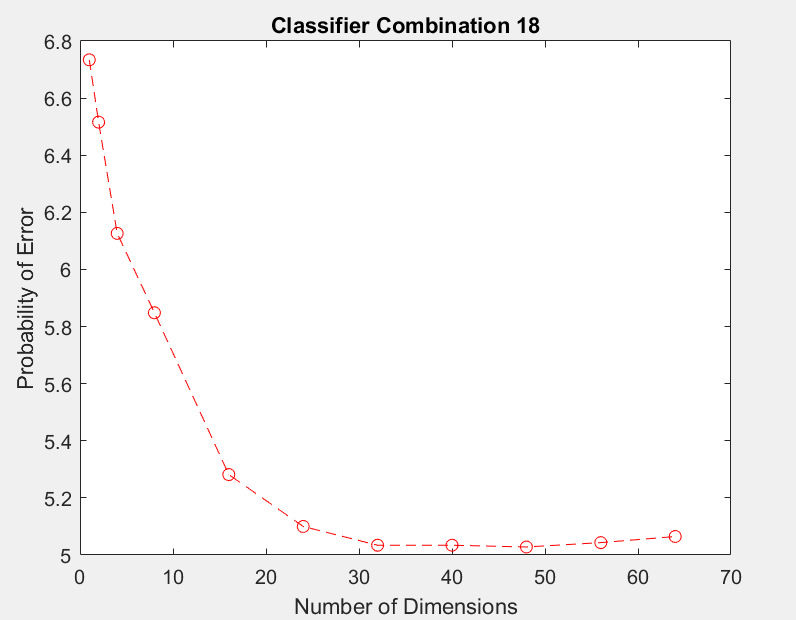 Classifier Combination 18
6.8
6.6
6.4
6.2
6
5.8
5.6
5.4
5.2
5
Probability of Error
0 10 20 30 40 50 60 70
Number of Dimensions